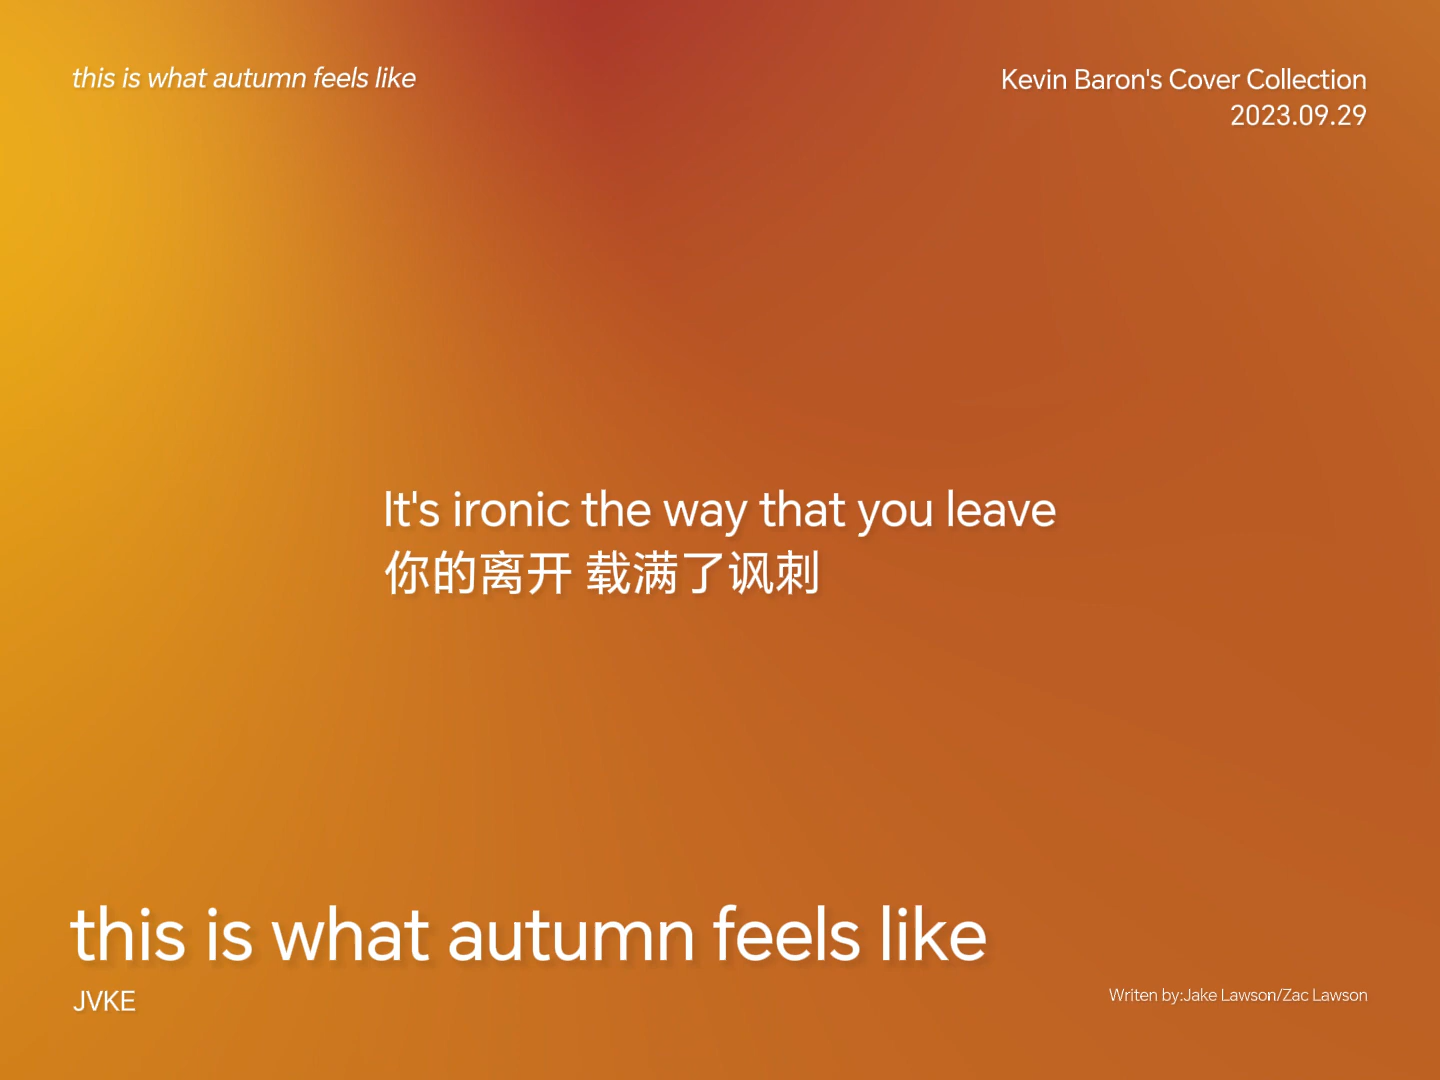 this is what autumn feels like
Kevin Baron's Cover Collection
2023.09.29
It's ironic the way that you leave
你的离开 载满了讽刺
this is what autumn feels like
JVKE
Writen by:Jake Lawson/Zac Lawson